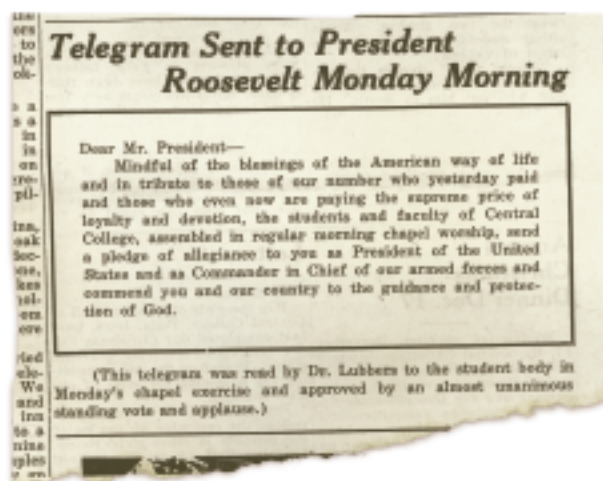 Telegram Sent to President
Roosevelt Monday Morning
Dear Mr. President—
Mindful of the blessings of the American way of life
and in tribute to those of our number who yesterday paid
and those who even now are paying the supreme price of
loyalty and devotion, the students and faculty of Central
College, assembled in regular morning chapel worship, send
a pledge of allegiance to you as President of the United
States and as Commander in Chief of our armed forces and
commend you and our country to the guidance and protec-
tion of God.
(This telegram was read by Dr. Lubbers to the student body in
Monday's chapel exercise and approved by an almost unanimous
standing vote and applause.)